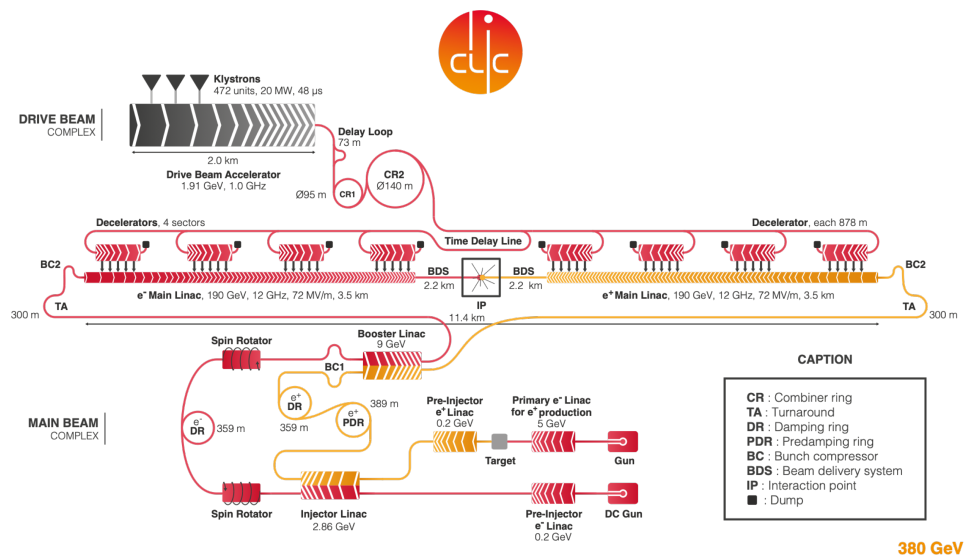 clic
Klystrons
472 units, 20 MW, 48 µs
DRIVE BEAM
COMPLEX
2.0 km
Drive Beam Accelerator
1.91 GeV, 1.0 GHz
Delay Loop
73 m
CR2
Ø140 m
Ø95 m
CR1
Decelerators, 4 sectors
Decelerator, each 878 m
Time Delay Line
BC2
BDS
2.2 km
BDS
2.2 km
BC2
e⁻ Main Linac, 190 GeV, 12 GHz, 72 MV/m, 3.5 km
IP
e⁺ Main Linac, 190 GeV, 12 GHz, 72 MV/m, 3.5 km
TA
300 m
11.4 km
TA
300 m
Spin Rotator
Booster Linac
9 GeV
BC1
CAPTION
CR : Combiner ring
TA : Turnaround
DR : Damping ring
PDR : Predamping ring
BC : Bunch compressor
BDS : Beam delivery system
IP : Interaction point
: Dump
MAIN BEAM
COMPLEX
e⁻
DR
359 m
e⁺
DR
359 m
389 m
e⁺
PDR
Pre-Injector
e⁺ Linac
0.2 GeV
Primary e⁻ Linac
for e⁺ production
5 GeV
Target
Gun
Spin Rotator
Injector Linac
2.86 GeV
Pre-Injector
e⁻ Linac
0.2 GeV
DC Gun
380 GeV